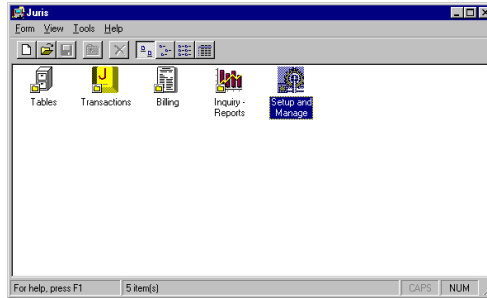 Juris
Form View Tools Help
Tables Transactions Billing Inquiry - Reports Setup and Manage
For help, press F1 5 item(s) CAPS NUM